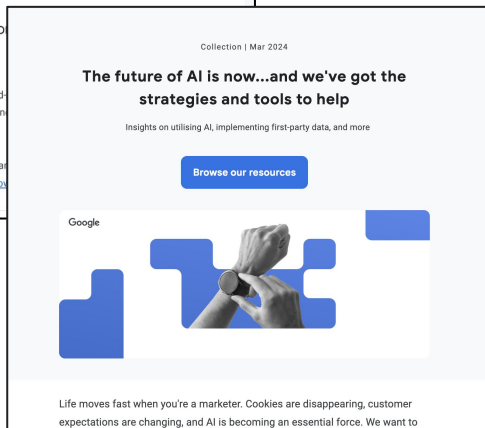 Collection | Mar 2024
The future of AI is now...and we've got the
strategies and tools to help
Insights on utilising AI, implementing first-party data, and more
Browse our resources
Google
Life moves fast when you're a marketer. Cookies are disappearing, customer
expectations are changing, and AI is becoming an essential force. We want to